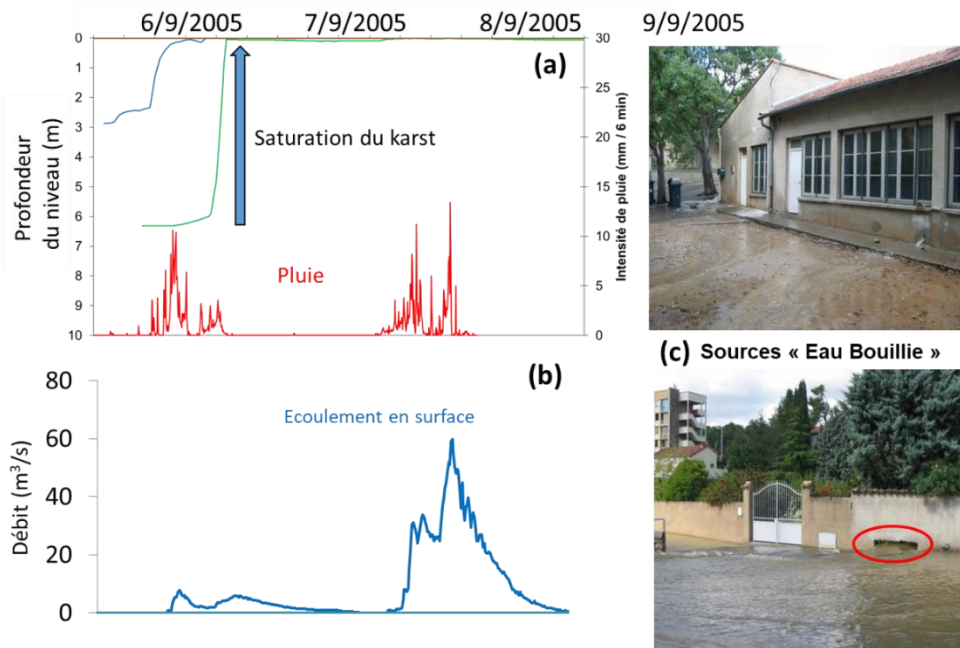 6/9/2005 7/9/2005 8/9/2005 9/9/2005
0
1
2
3
4
5
6
7
8
9
10
Profondeur
du niveau (m)
(a)
Saturation du karst
Pluie
30
25
20
15
10
5
0
Intensité de pluie (mm / 6 min)
(c) Sources « Eau Bouillie »
(b)
80
60
40
20
0
Débit (m³/s)
Ecoulement en surface